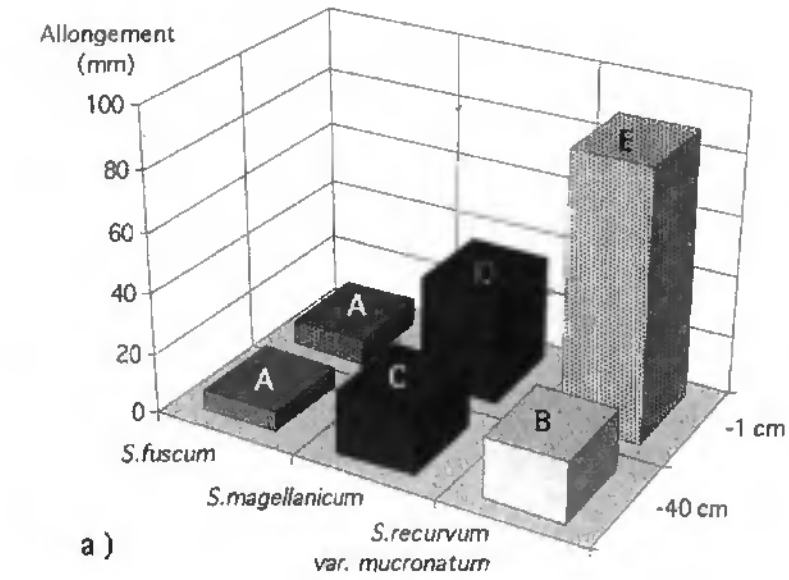 Allongement
(mm)
100
80
60
40
20
0
A
A
C
D
B
E
S.fuscum
S.magellanicum
S.recurvum
var. mucronatum
-1 cm
-40 cm
a )